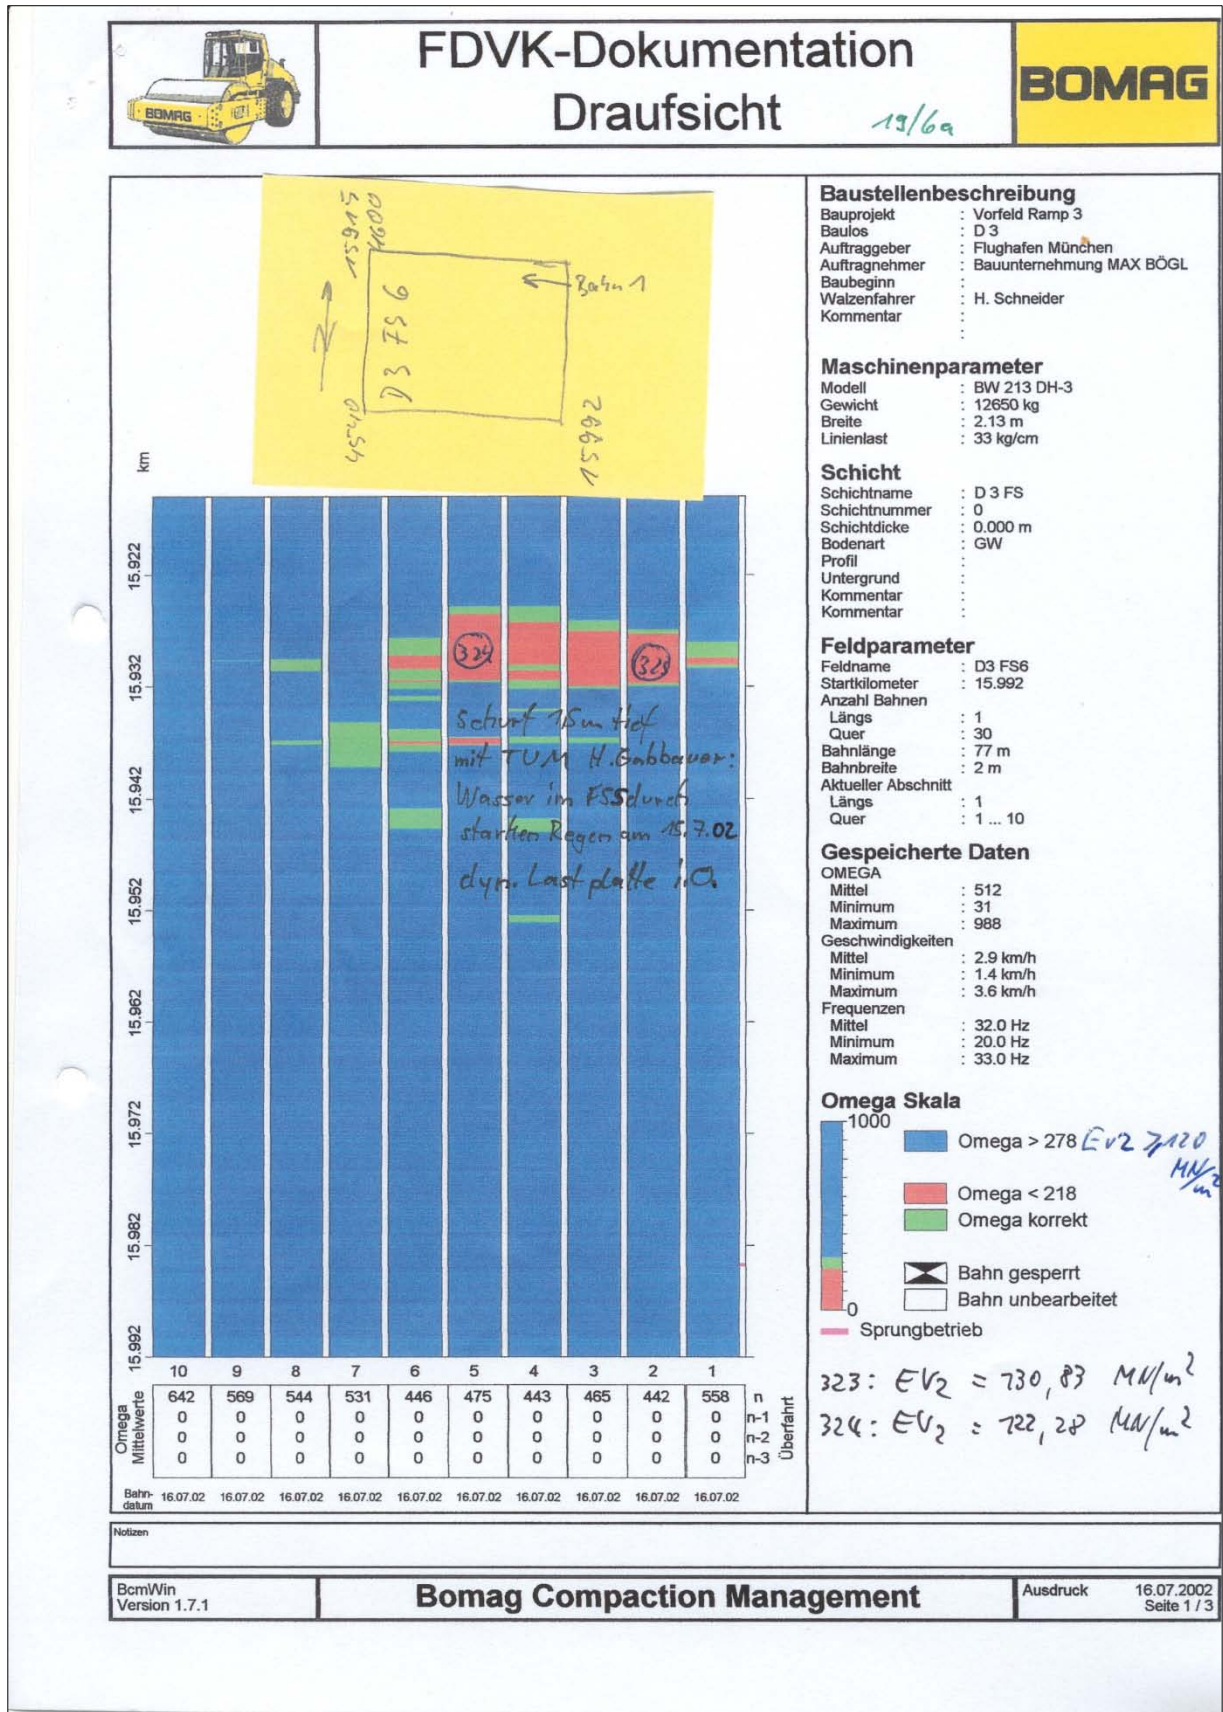 FDVK-Dokumentation
Draufsicht
19/6a
BOMAG
BOMAG
D3 FS6
Bahn 1
N
km
15.922
15.932
15.942
15.952
15.962
15.972
15.982
15.992
324
323
Schurf 1,5m tief
mit TUM H. Gabbauer:
Wasser im FSS durch
starken Regen am 15.7.02
dyn. Lastplatte i.O.
10 9 8 7 6 5 4 3 2 1
Omega Mittelwerte
642 569 544 531 446 475 443 465 442 558 n
0 0 0 0 0 0 0 0 0 0 n-1
0 0 0 0 0 0 0 0 0 0 n-2
0 0 0 0 0 0 0 0 0 0 n-3
Überfahrt
Bahn-
datum 16.07.02 16.07.02 16.07.02 16.07.02 16.07.02 16.07.02 16.07.02 16.07.02 16.07.02 16.07.02
Baustellenbeschreibung
Bauprojekt : Vorfeld Ramp 3
Baulos : D 3
Auftraggeber : Flughafen München
Auftragnehmer : Bauunternehmung MAX BÖGL
Baubeginn :
Walzenfahrer : H. Schneider
Kommentar :
:
Maschinenparameter
Modell : BW 213 DH-3
Gewicht : 12650 kg
Breite : 2.13 m
Linienlast : 33 kg/cm
Schicht
Schichtname : D 3 FS
Schichtnummer : 0
Schichtdicke : 0.000 m
Bodenart : GW
Profil :
Untergrund :
Kommentar :
Kommentar :
Feldparameter
Feldname : D3 FS6
Startkilometer : 15.992
Anzahl Bahnen
Längs : 1
Quer : 30
Bahnlänge : 77 m
Bahnbreite : 2 m
Aktueller Abschnitt
Längs : 1
Quer : 1 ... 10
Gespeicherte Daten
OMEGA
Mittel : 512
Minimum : 31
Maximum : 988
Geschwindigkeiten
Mittel : 2.9 km/h
Minimum : 1.4 km/h
Maximum : 3.6 km/h
Frequenzen
Mittel : 32.0 Hz
Minimum : 20.0 Hz
Maximum : 33.0 Hz
Omega Skala
1000
Omega > 278 Ev2 ≥ 120
MN/m²
Omega < 218
Omega korrekt
Bahn gesperrt
0 Bahn unbearbeitet
Sprungbetrieb
323: EV2 = 130,83 MN/m²
324: EV2 = 122,28 MN/m²
Notizen
BcmWin
Version 1.7.1
Bomag Compaction Management
Ausdruck 16.07.2002
Seite 1 / 3